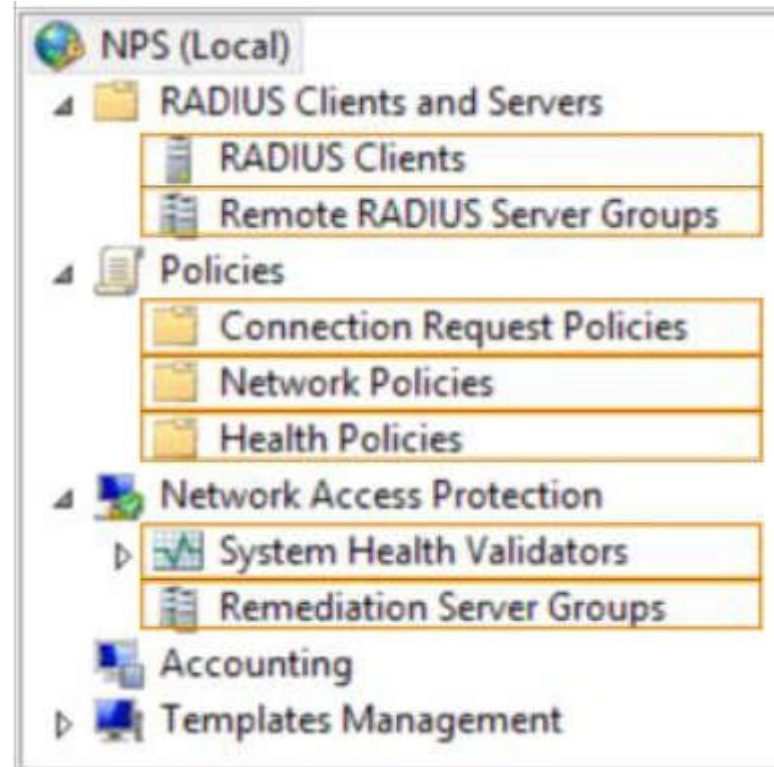 NPS (Local)
RADIUS Clients and Servers
RADIUS Clients
Remote RADIUS Server Groups
Policies
Connection Request Policies
Network Policies
Health Policies
Network Access Protection
System Health Validators
Remediation Server Groups
Accounting
Templates Management